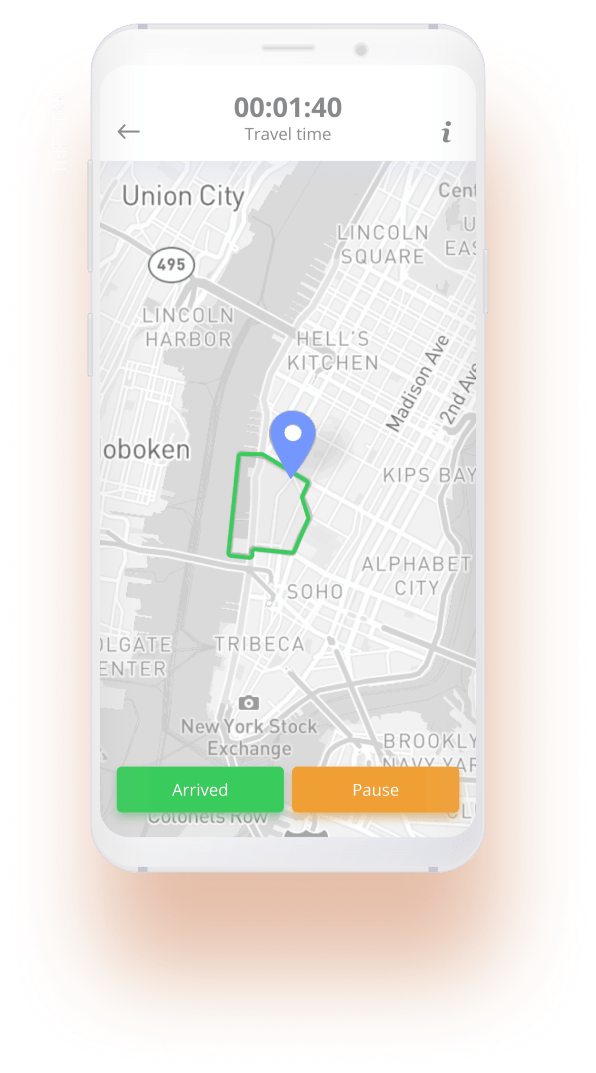 00:01:40
Travel time
i
Union City
Cent
LINCOLN
SQUARE
U
EAS
495
LINCOLN
HARBOR
HELL'S
KITCHEN
Madison Ave
2nd Ave
oboken
KIPS BAY
ALPHABET
CITY
SOHO
OLGATE
ENTER
TRIBECA
New York Stock
Exchange
BROOKLY
NAVY YAR
Arrived
Pause
Colonels Row
CL